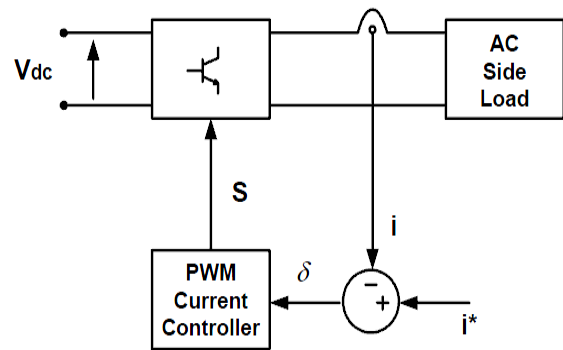 Vdc
AC
Side
Load
S
i
PWM
Current
Controller
δ
−
+
i*